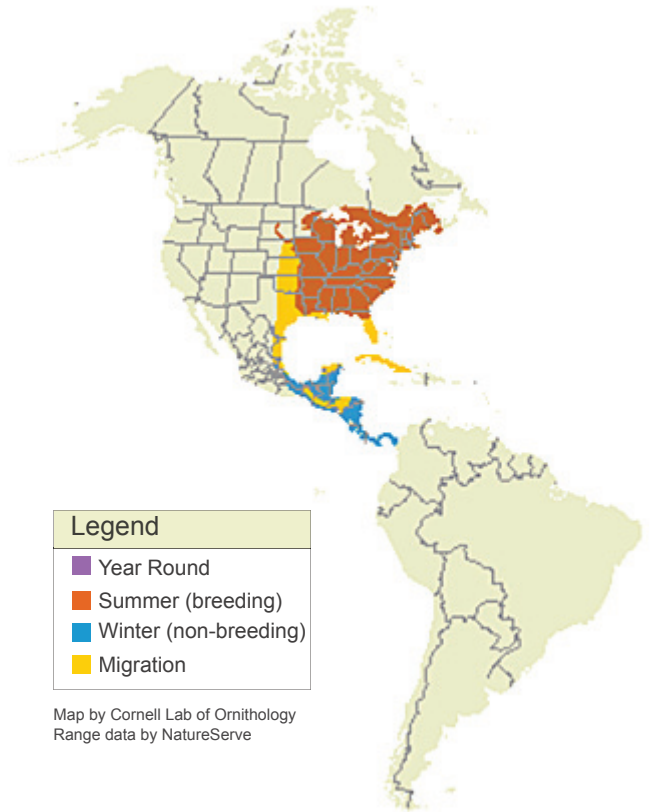 Legend
Year Round
Summer (breeding)
Winter (non-breeding)
Migration
Map by Cornell Lab of Ornithology
Range data by NatureServe